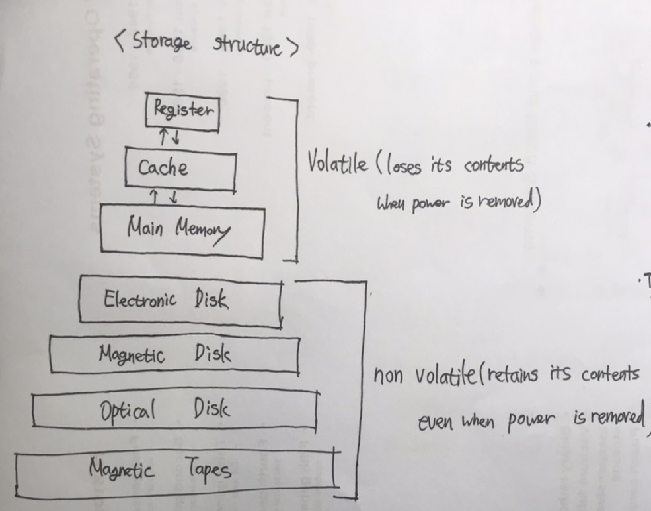 < Storage structure >
Register
Cache
Main Memory
Volatile (loses its contents
when power is removed)
Electronic Disk
Magnetic Disk
Optical Disk
Magnetic Tapes
non volatile (retains its contents
even when power is removed)